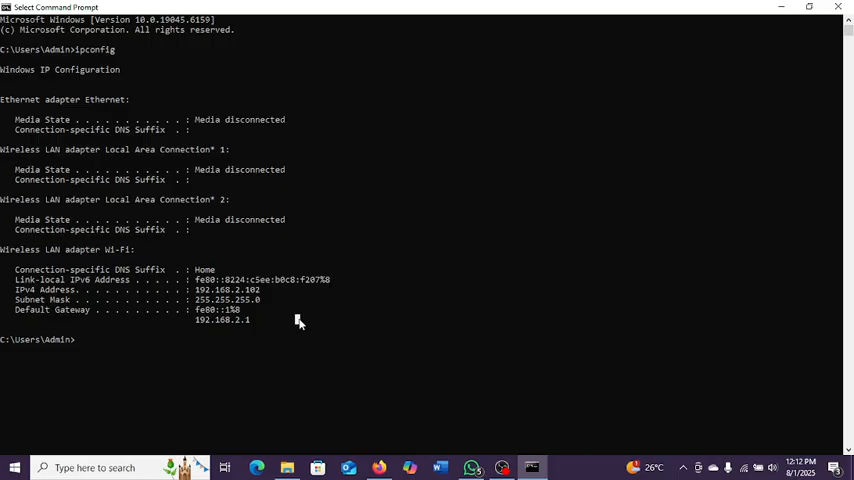 Select Command Prompt
Microsoft Windows [Version 10.0.19045.6159]
(c) Microsoft Corporation. All rights reserved.
C:\Users\Admin>ipconfig
Windows IP Configuration
Ethernet adapter Ethernet:
Media State . . . . . . . . . . . : Media disconnected
Connection-specific DNS Suffix  . :
Wireless LAN adapter Local Area Connection* 1:
Media State . . . . . . . . . . . : Media disconnected
Connection-specific DNS Suffix  . :
Wireless LAN adapter Local Area Connection* 2:
Media State . . . . . . . . . . . : Media disconnected
Connection-specific DNS Suffix  . :
Wireless LAN adapter Wi-Fi:
Connection-specific DNS Suffix  . : Home
Link-local IPv6 Address . . . . . : fe80::8224:c5ee:b0c8:f207%8
IPv4 Address. . . . . . . . . . . : 192.168.2.102
Subnet Mask . . . . . . . . . . . : 255.255.255.0
Default Gateway . . . . . . . . . : fe80::1%8
192.168.2.1
C:\Users\Admin>
Type here to search
5
26°C
12:12 PM
8/1/2025
3